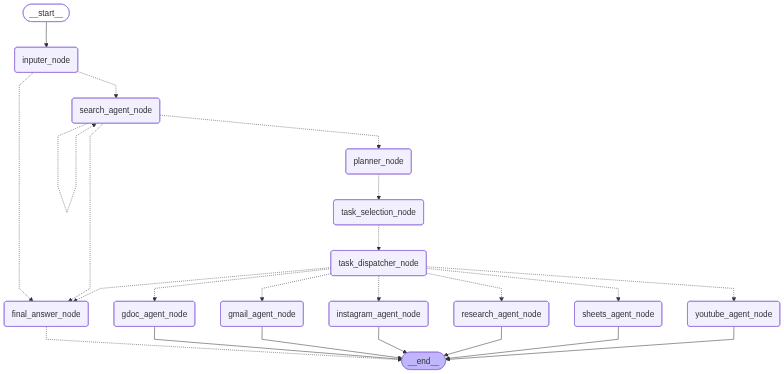 __start__
inputer_node
search_agent_node
planner_node
task_selection_node
task_dispatcher_node
final_answer_node
gdoc_agent_node
gmail_agent_node
instagram_agent_node
research_agent_node
sheets_agent_node
youtube_agent_node
__end__